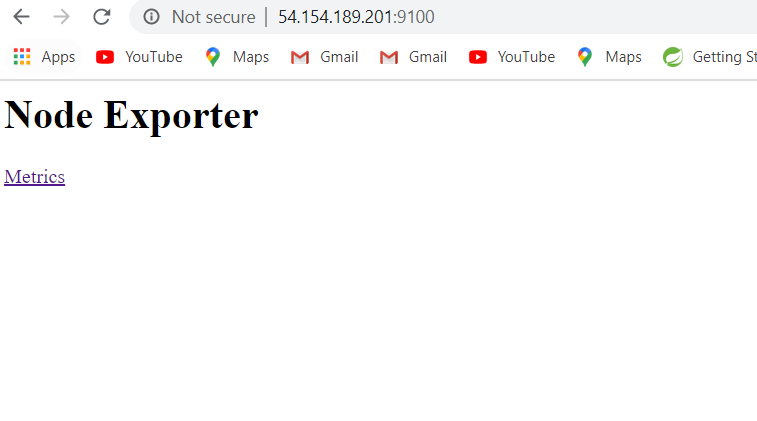 Not secure | 54.154.189.201:9100
Apps YouTube Maps Gmail Gmail YouTube Maps Getting St
Node Exporter
Metrics